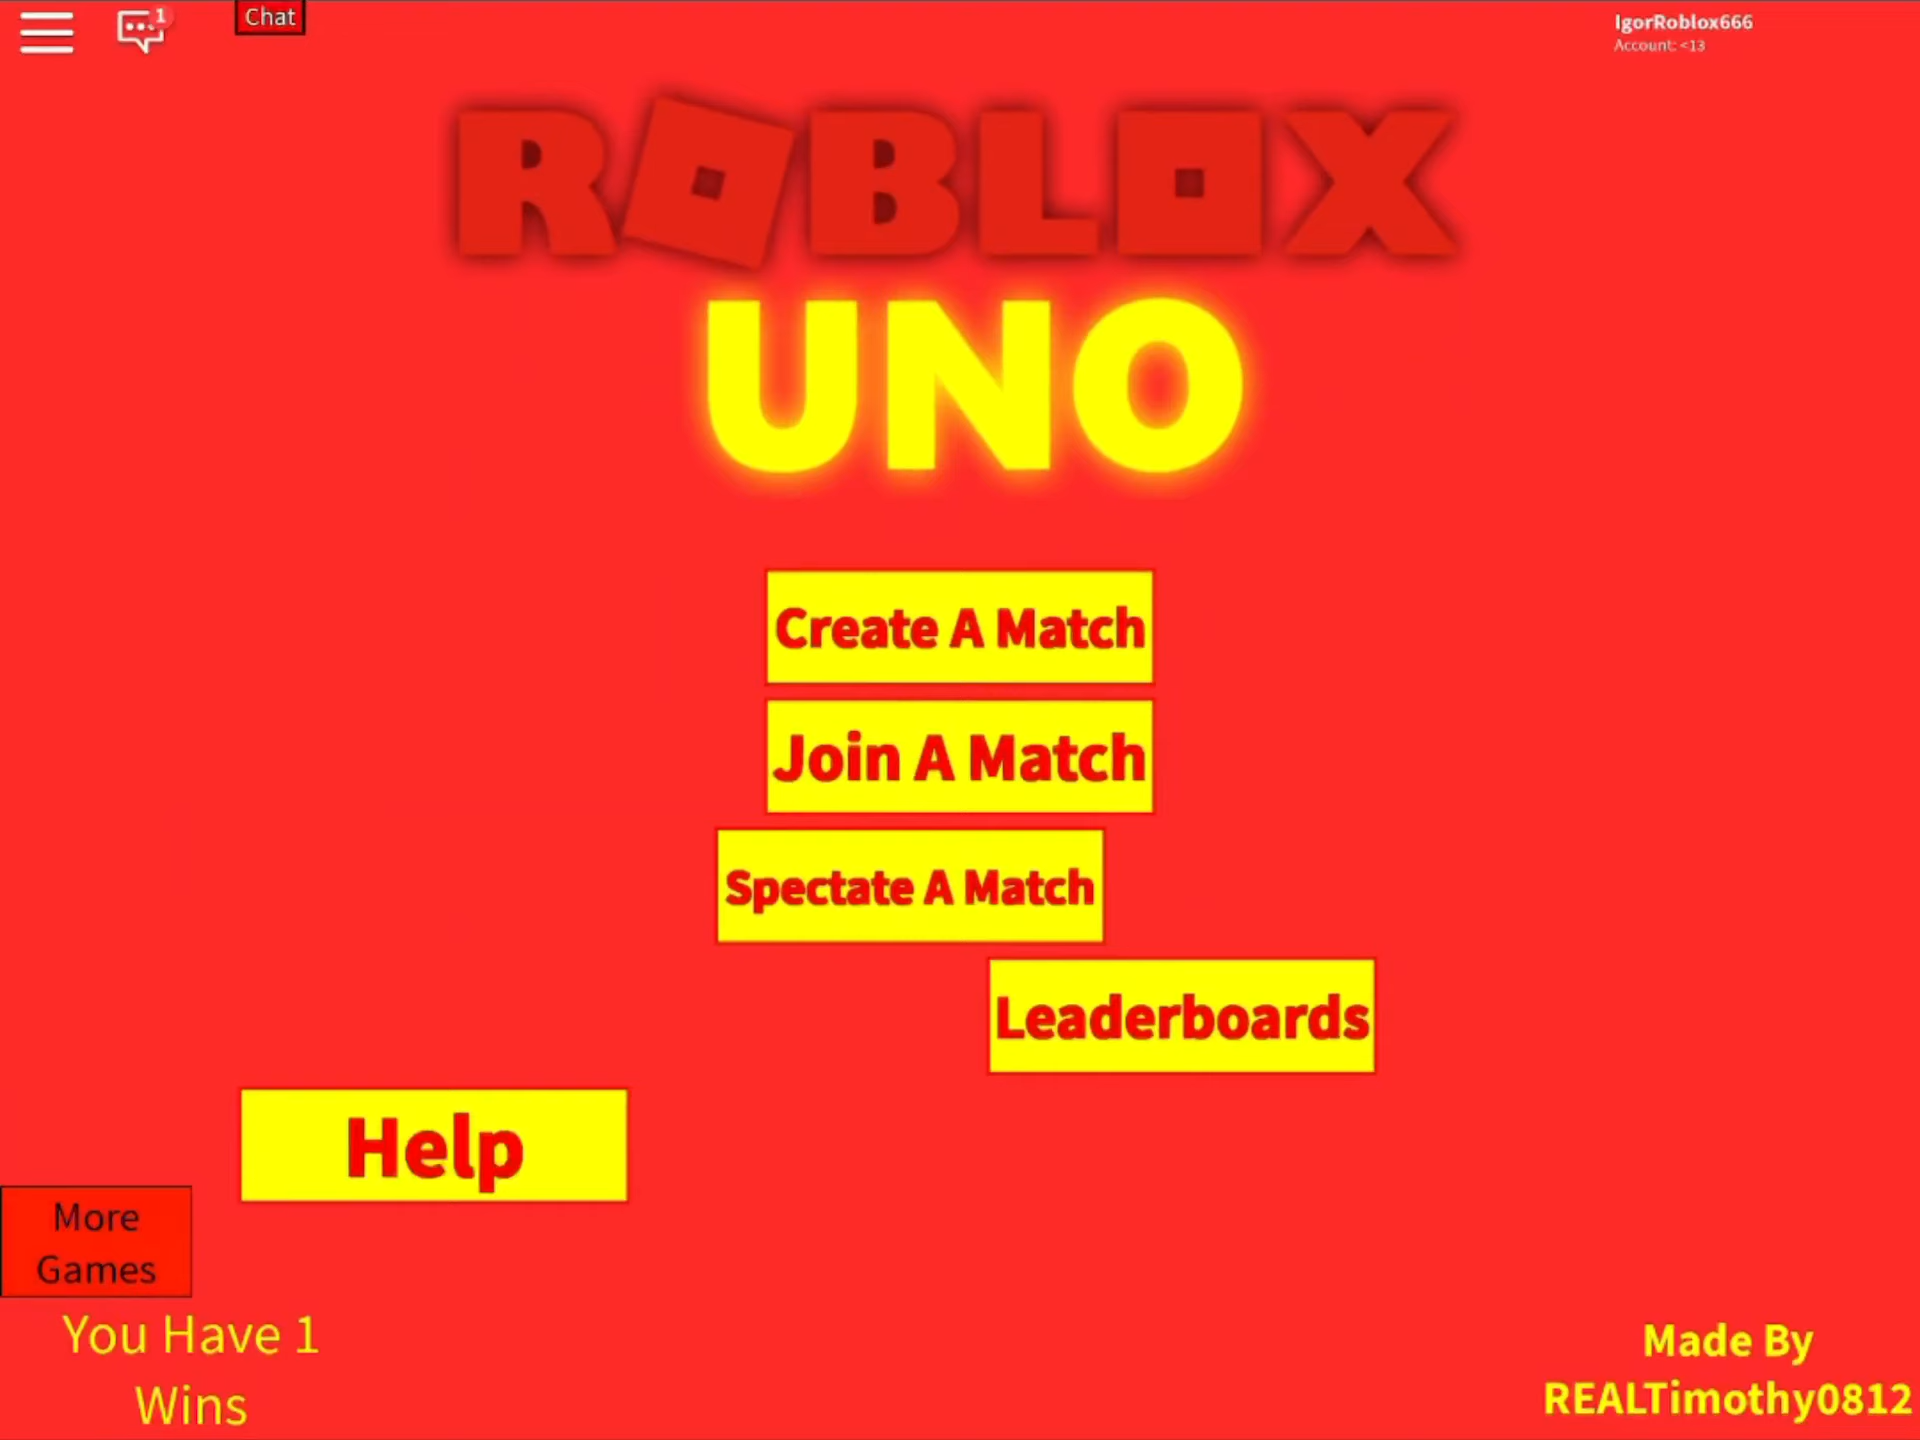 1
Chat
IgorRoblox666
Account: <13
ROBLOX
UNO
Create A Match
Join A Match
Spectate A Match
Leaderboards
Help
More
Games
You Have 1
Wins
Made By
REALTimothy0812